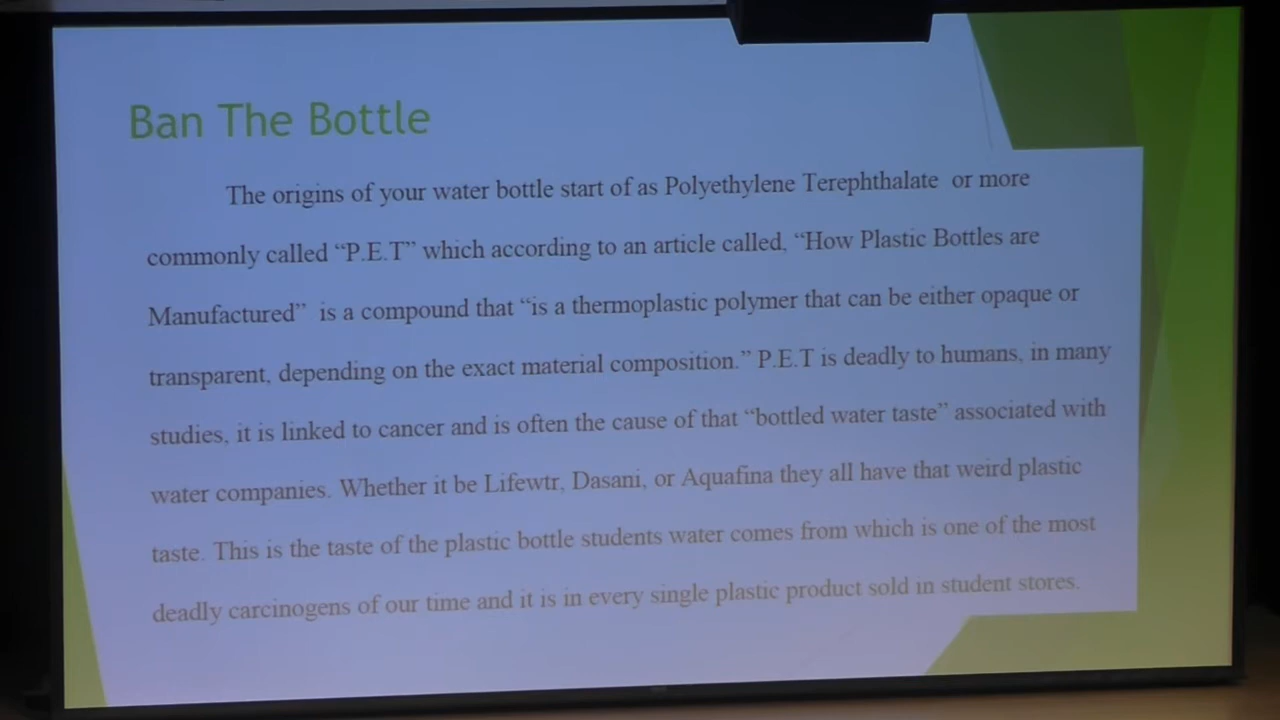 Ban The Bottle
The origins of your water bottle start of as Polyethylene Terephthalate or more
commonly called “P.E.T” which according to an article called, “How Plastic Bottles are
Manufactured” is a compound that “is a thermoplastic polymer that can be either opaque or
transparent, depending on the exact material composition.” P.E.T is deadly to humans, in many
studies, it is linked to cancer and is often the cause of that “bottled water taste” associated with
water companies. Whether it be Lifewtr, Dasani, or Aquafina they all have that weird plastic
taste. This is the taste of the plastic bottle students water comes from which is one of the most
deadly carcinogens of our time and it is in every single plastic product sold in student stores.